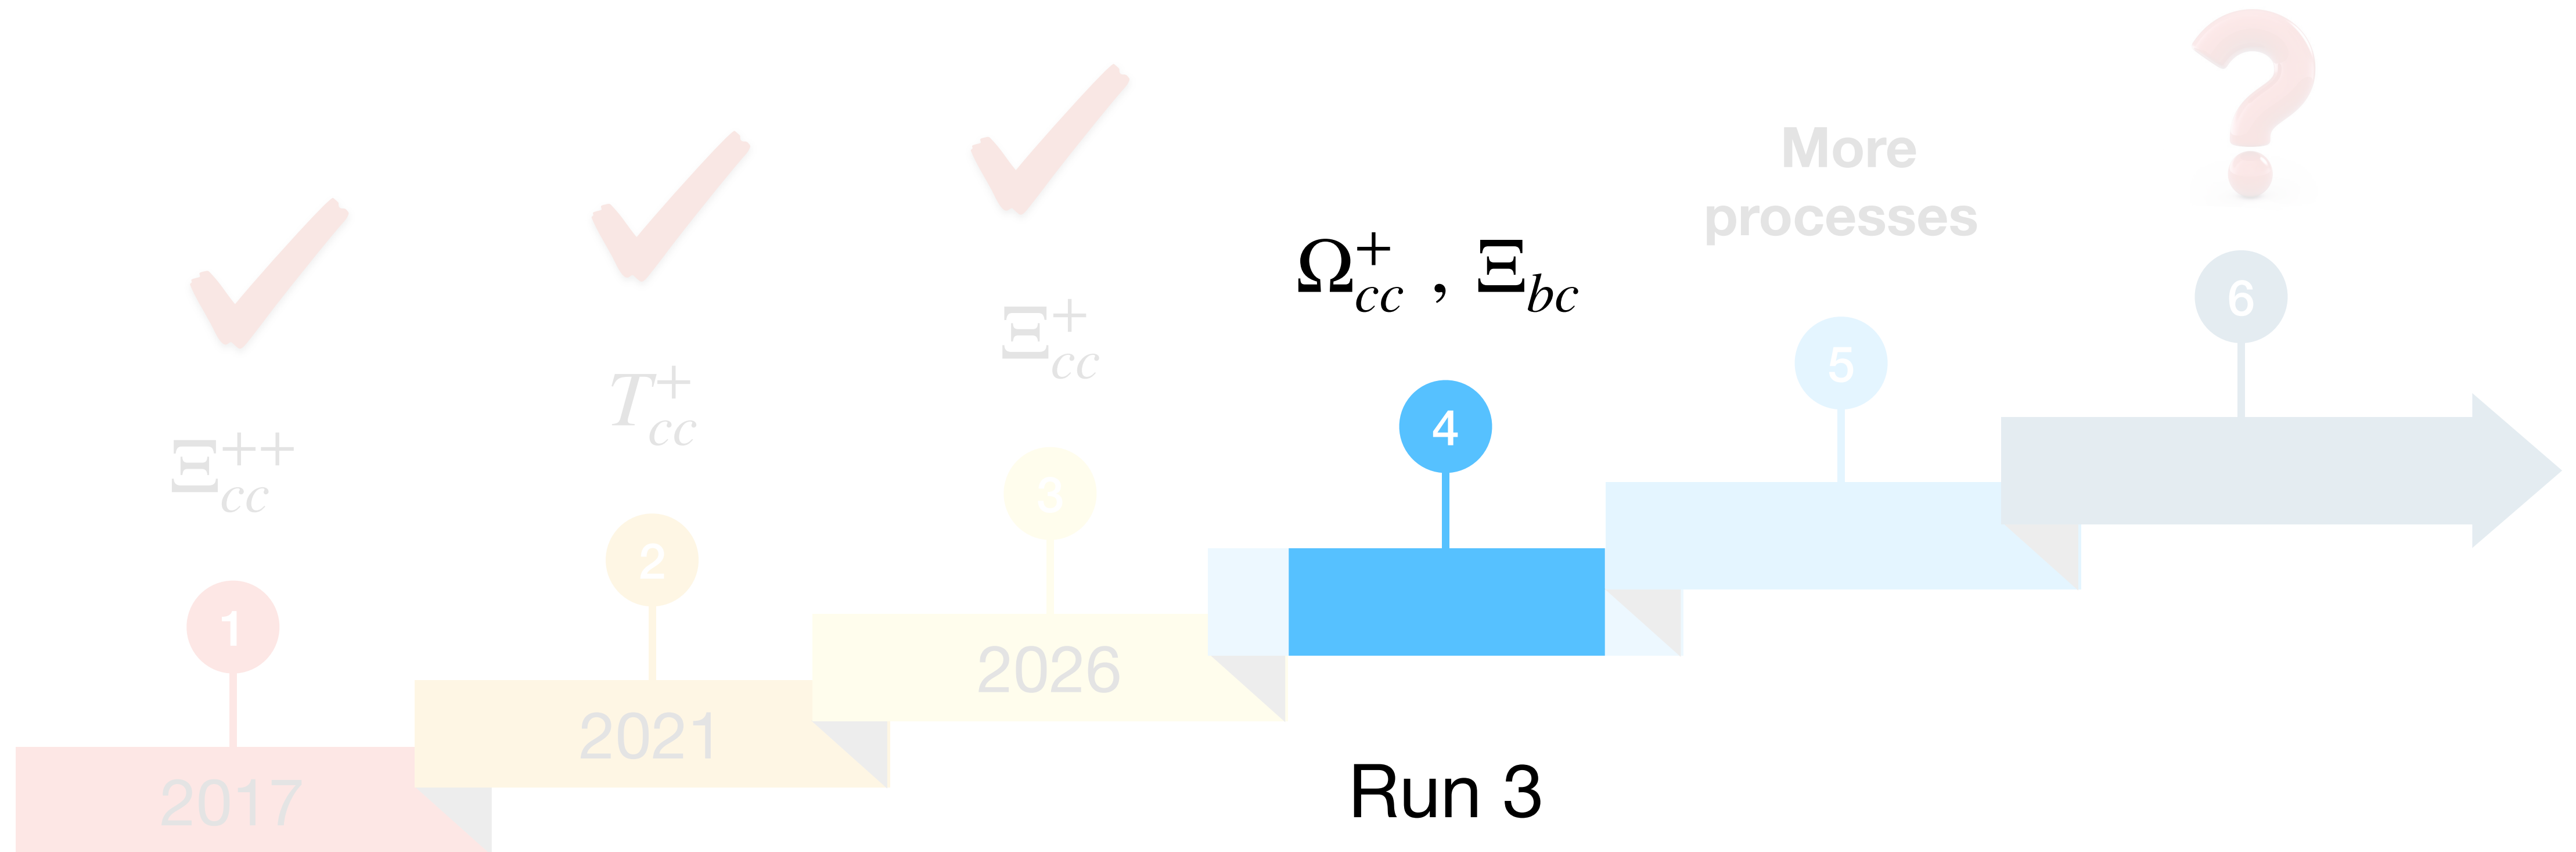 More
processes
Ω⁺cc , Ξbc
Ξ⁺cc
T⁺cc
Ξ⁺⁺cc
1
2
3
4
5
6
2017
2021
2026
Run 3